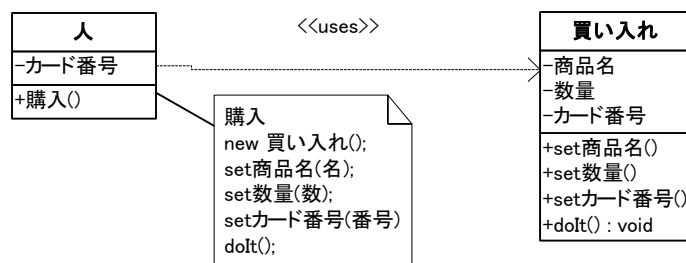 人
-カード番号
+購入()
<<uses>>
購入
new 買い入れ();
set商品名(名);
set数量(数);
setカード番号(番号)
doIt();
買い入れ
-商品名
-数量
-カード番号
+set商品名()
+set数量()
+setカード番号()
+doIt() : void